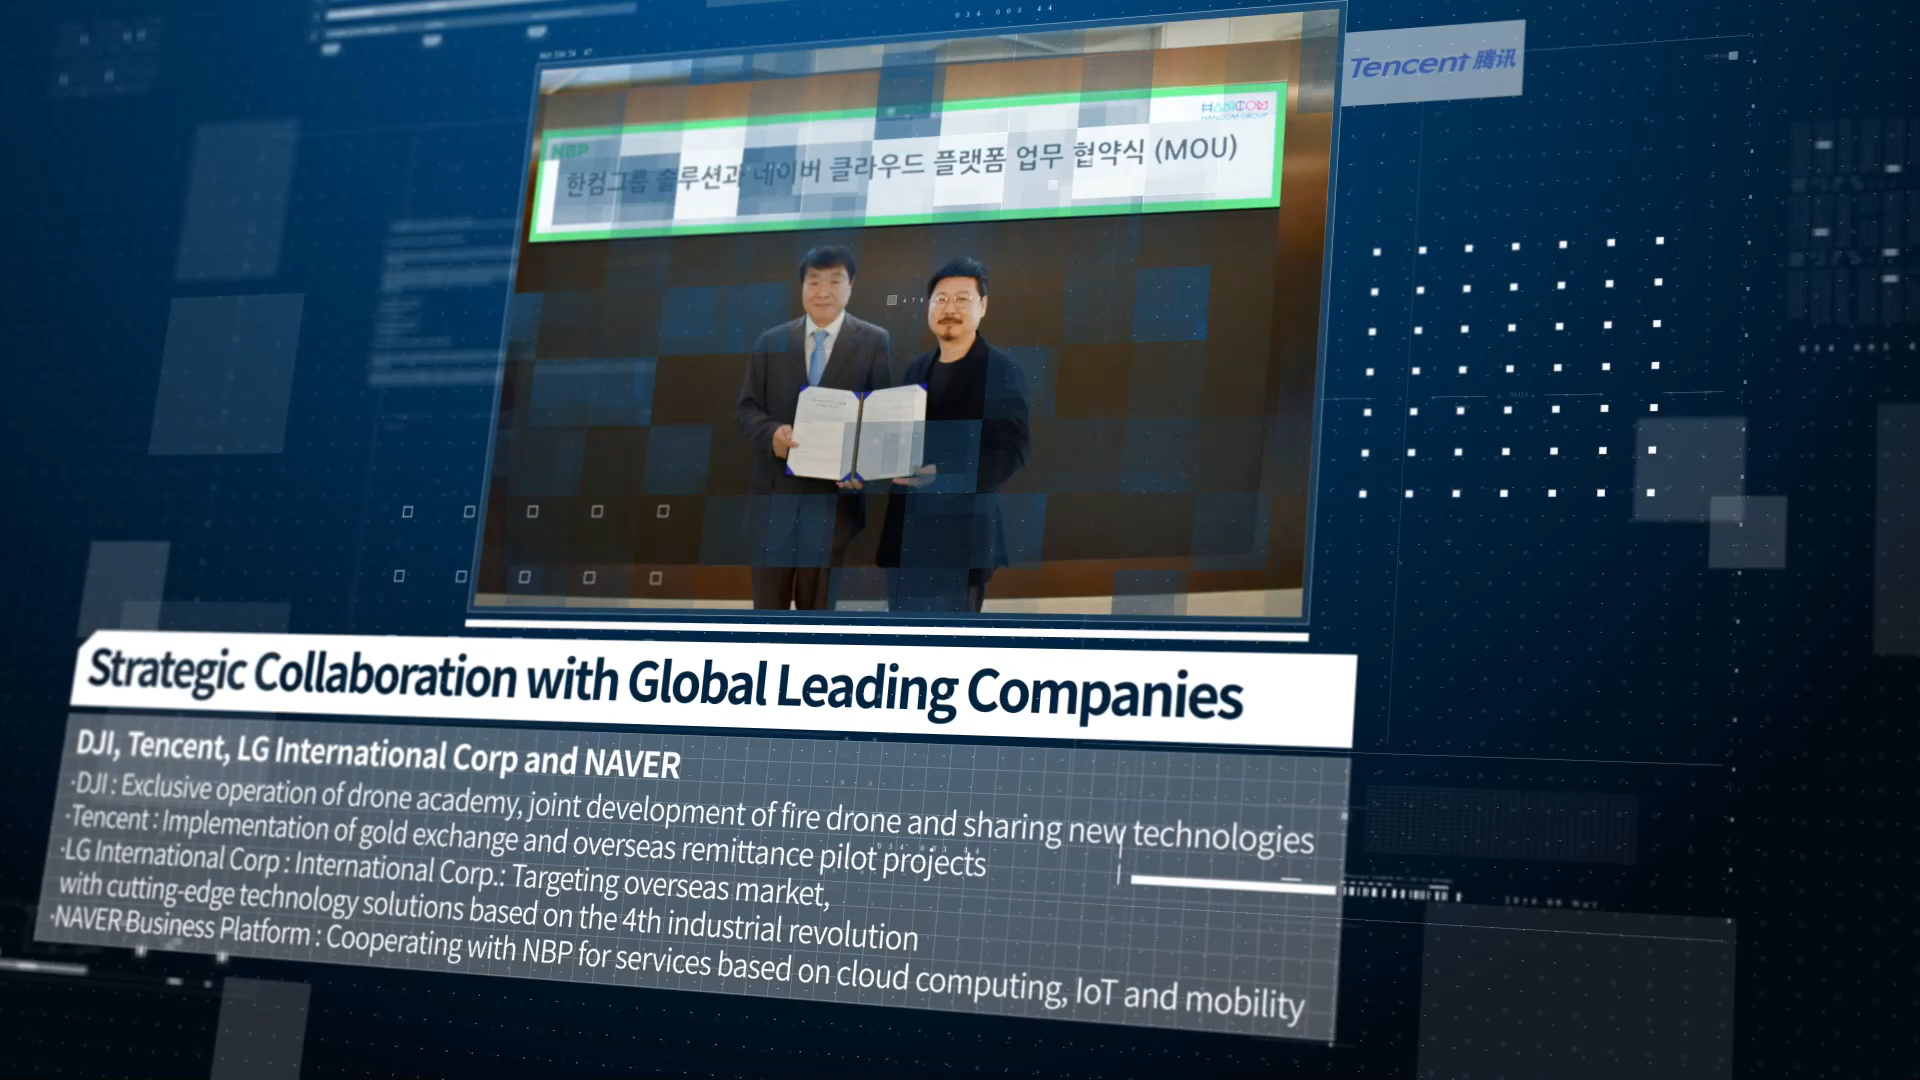 034 003 44
Tencent 腾讯
HANCOM
HANCOM GROUP
NBP
한컴그룹 솔루션과 네이버 클라우드 플랫폼 업무 협약식 (MOU)
Strategic Collaboration with Global Leading Companies
DJI, Tencent, LG International Corp and NAVER
·DJI : Exclusive operation of drone academy, joint development of fire drone and sharing new technologies
·Tencent : Implementation of gold exchange and overseas remittance pilot projects
·LG International Corp : International Corp.: Targeting overseas market,
with cutting-edge technology solutions based on the 4th industrial revolution
·NAVER Business Platform : Cooperating with NBP for services based on cloud computing, IoT and mobility